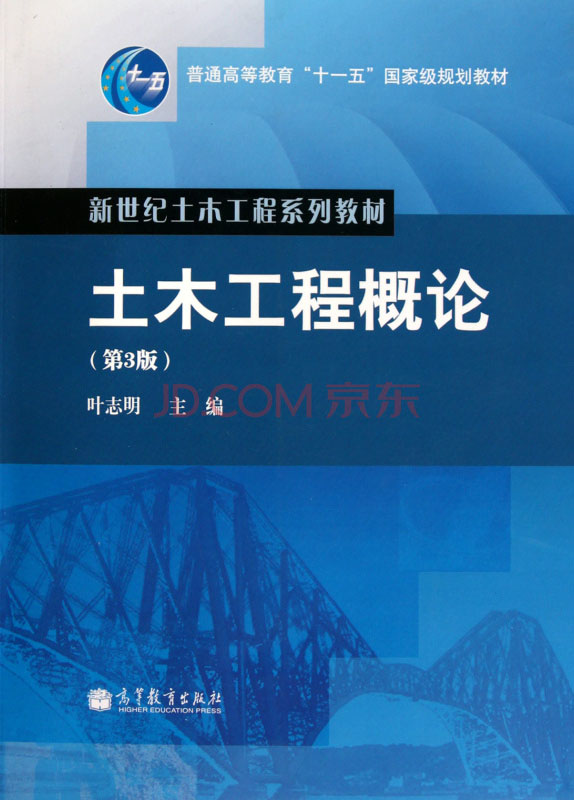 十一五
普通高等教育“十一五”国家级规划教材
新世纪土木工程系列教材
土木工程概论
（第3版）
JD.COM 京东
叶志明 主 编
高等教育出版社
HIGHER EDUCATION PRESS